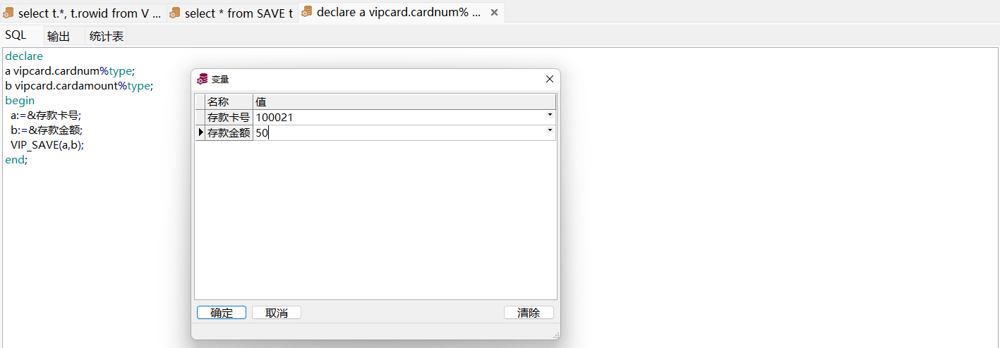 select t.*, t.rowid from V ...
select * from SAVE t
declare a vipcard.cardnum% ...
SQL
输出
统计表
declare
a vipcard.cardnum%type;
b vipcard.cardamount%type;
begin
a:=&存款卡号;
b:=&存款金额;
VIP_SAVE(a,b);
end;
变量
名称 值
存款卡号 100021
存款金额 50
确定
取消
清除